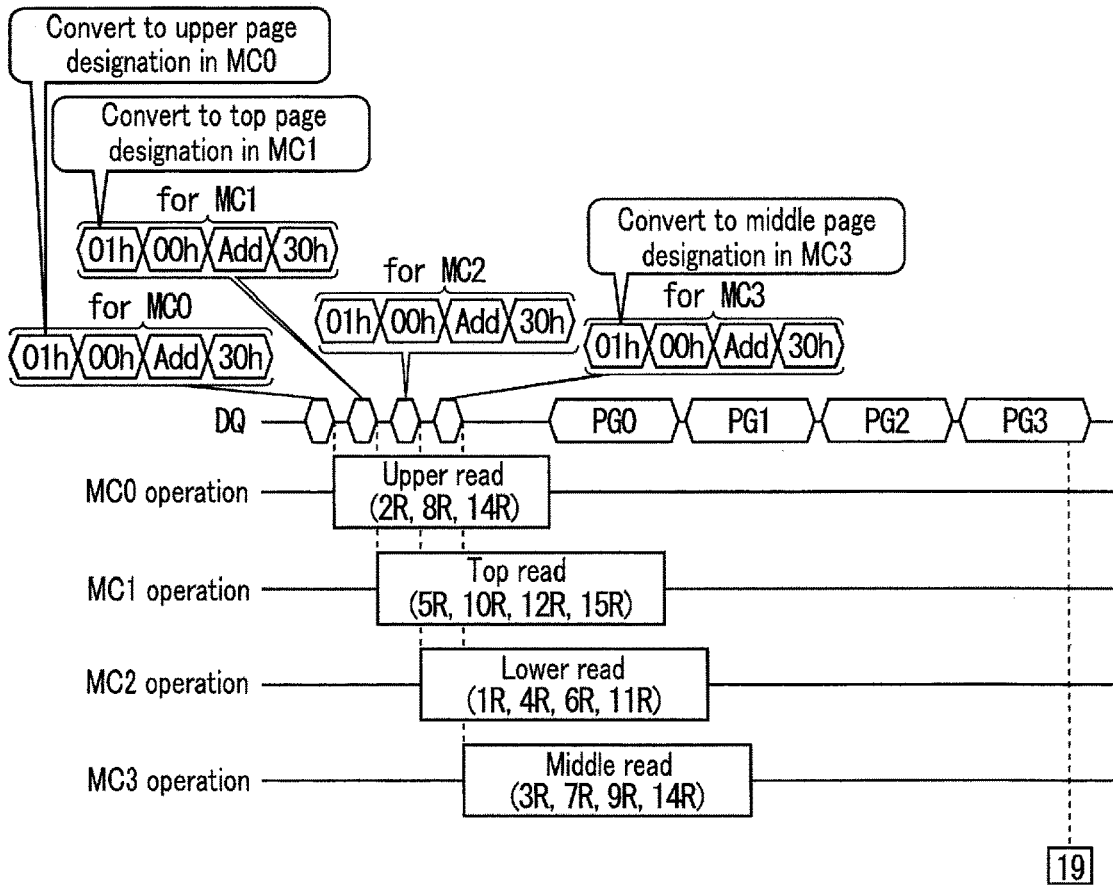 Convert to upper page
designation in MC0
Convert to top page
designation in MC1
for MC1
01h 00h Add 30h
Convert to middle page
designation in MC3
for MC2
for MC3
for MC0
01h 00h Add 30h
01h 00h Add 30h
01h 00h Add 30h
DQ PG0 PG1 PG2 PG3
MC0 operation
Upper read
(2R, 8R, 14R)
MC1 operation
Top read
(5R, 10R, 12R, 15R)
MC2 operation
Lower read
(1R, 4R, 6R, 11R)
MC3 operation
Middle read
(3R, 7R, 9R, 14R)
19